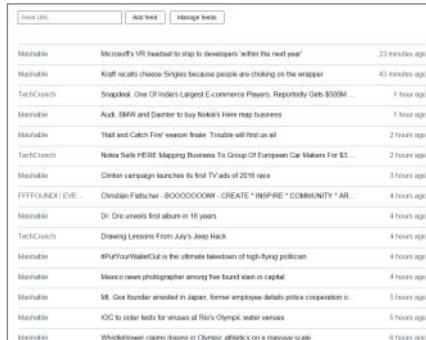 Feed URL Add feed Manage feeds
Mashable Microsoft's VR headset to ship to developers 'within the next year' 23 minutes ago
Mashable Kraft recalls cheese Singles because people are choking on the wrapper 43 minutes ago
TechCrunch Snapdeal, One Of India's Largest E-commerce Players, Reportedly Gets $500M ... 1 hour ago
Mashable Audi, BMW and Daimler to buy Nokia's Here map business 1 hour ago
Mashable 'Halt and Catch Fire' season finale: Trouble will find us all 2 hours ago
TechCrunch Nokia Sells HERE Mapping Business To Group Of European Car Makers For $3 ... 2 hours ago
Mashable Clinton campaign launches its first TV ads of 2016 race 3 hours ago
FFFFOUND! / EVE... Christian Flatscher - BOOOOOOOM! - CREATE * INSPIRE * COMMUNITY * AR... 4 hours ago
Mashable Dr. Dre unveils first album in 16 years 4 hours ago
TechCrunch Drawing Lessons From July's Jeep Hack 4 hours ago
Mashable #PutYourWalletOut is the ultimate takedown of high-flying politician 4 hours ago
Mashable Mexico news photographer among five found slain in capital 4 hours ago
Mashable Mt. Gox founder arrested in Japan, former employee details police cooperation o... 5 hours ago
Mashable IOC to order tests for viruses at Rio's Olympic water venues 5 hours ago
Mashable Whistleblower claims doping in Olympic athletics on a massive scale 6 hours ago